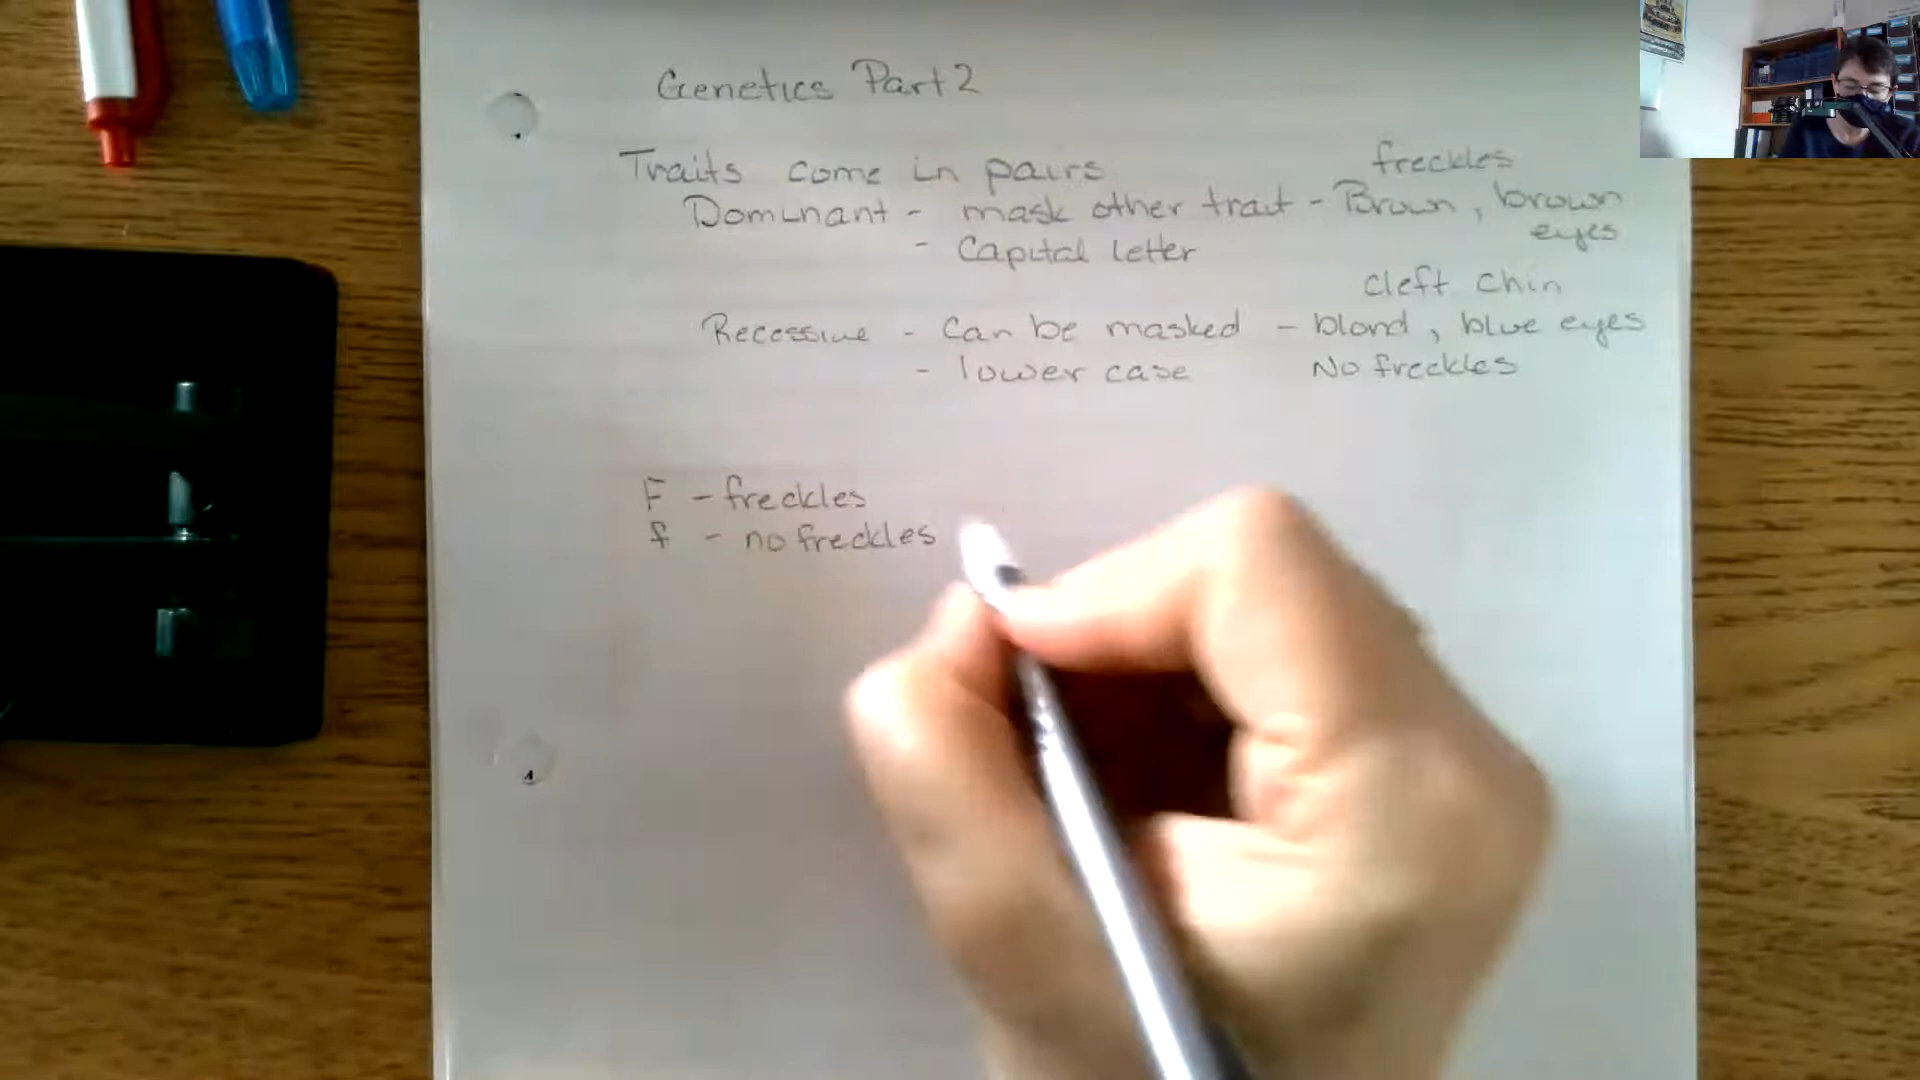 Genetics Part 2
Traits come in pairs
freckles
Dominant - mask other trait - Brown, brown
eyes
- Capital letter
cleft chin
Recessive - can be masked - blond, blue eyes
- lower case No freckles
F - freckles
f - no freckles